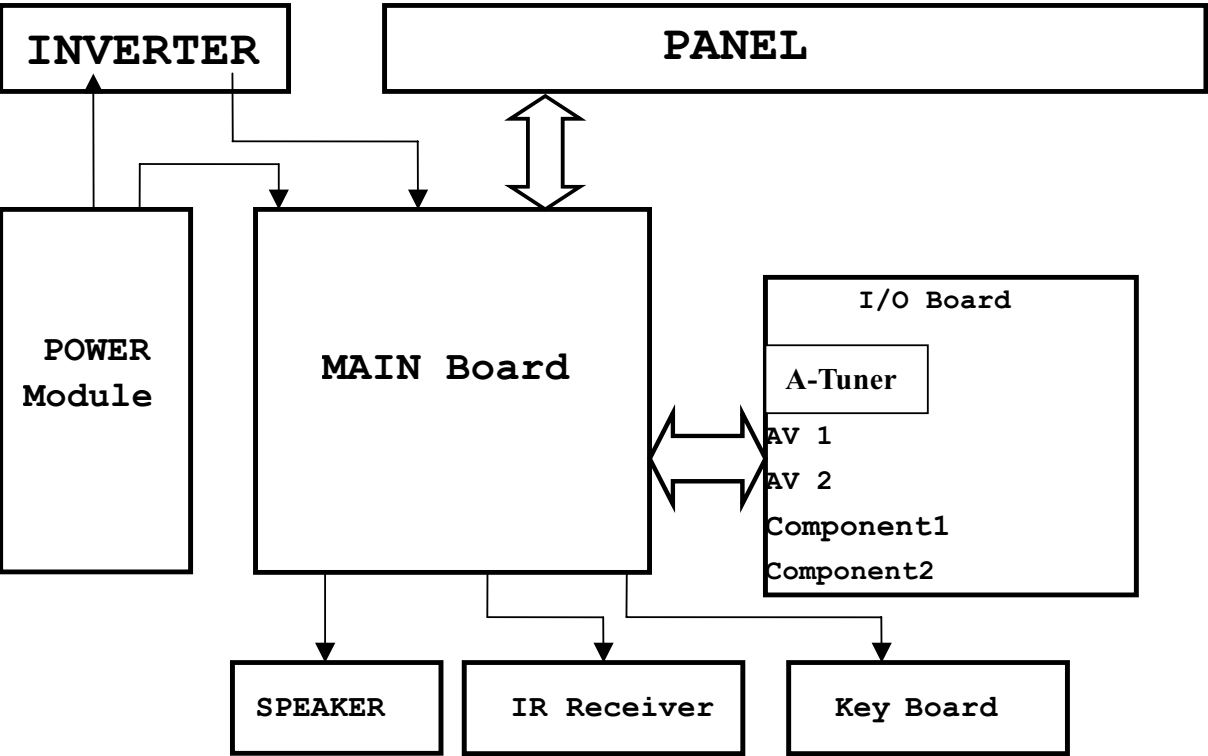 INVERTER
PANEL
I/O Board
POWER
Module
MAIN Board
A-Tuner
AV 1
AV 2
Component1
Component2
SPEAKER
IR Receiver
Key Board